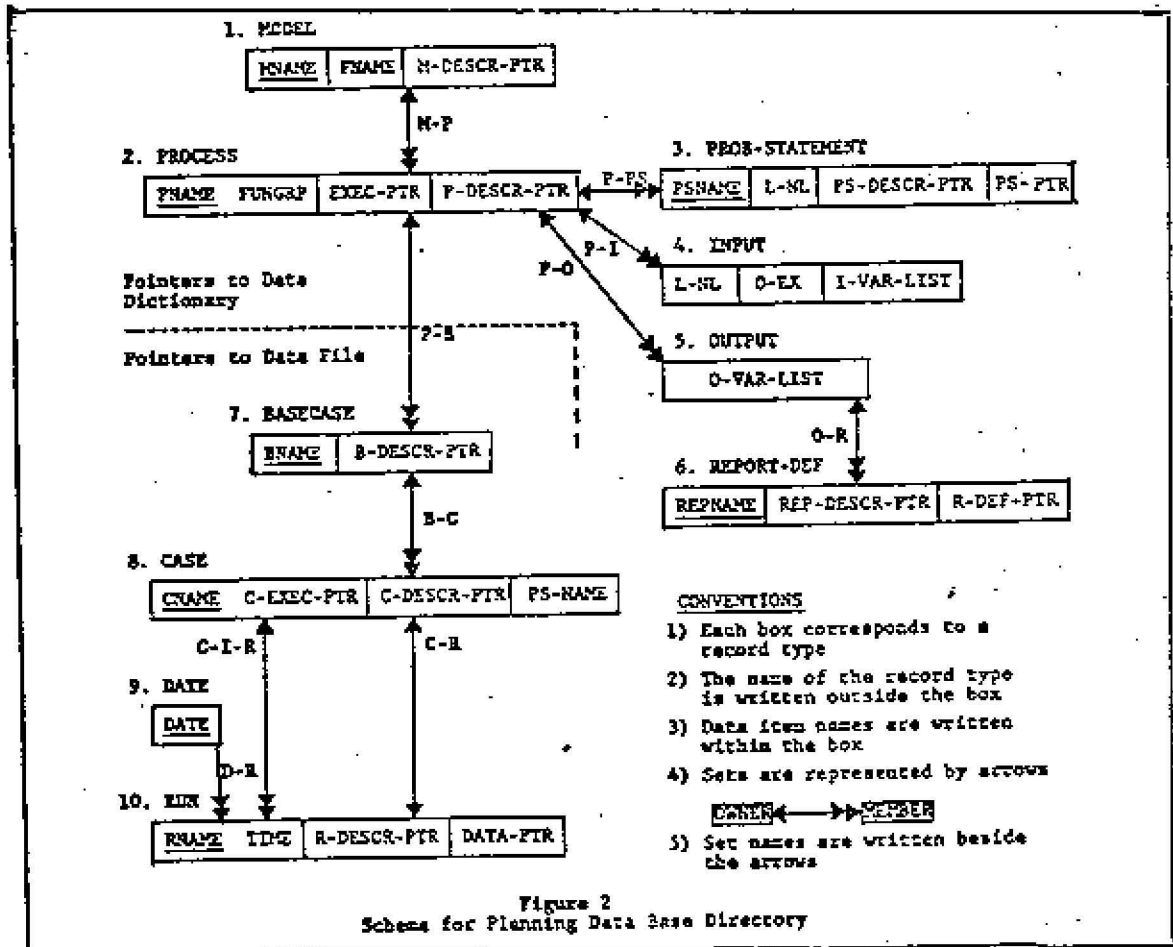 1. MODEL
MNAME FNAME M-DESCR-PTR
M-P
2. PROCESS
PNAME FUNGRP EXEC-PTR P-DESCR-PTR
P-PS
3. PROB-STATEMENT
PSNAME L-NL PS-DESCR-PTR PS-PTR
P-I
4. INPUT
L-NL O-EX I-VAR-LIST
P-O
5. OUTPUT
O-VAR-LIST
O-R
6. REPORT-DEF
REPNAME REP-DESCR-PTR R-DEF-PTR
Pointers to Data
Dictionary
P-B
Pointers to Data File
7. BASECASE
BNAME B-DESCR-PTR
B-C
8. CASE
CNAME C-EXEC-PTR C-DESCR-PTR PS-NAME
C-I-R C-R
9. DATE
DATE
D-R
10. RUN
RNAME TIME R-DESCR-PTR DATA-PTR
CONVENTIONS
1) Each box corresponds to a
record type
2) The name of the record type
is written outside the box
3) Data item names are written
within the box
4) Sets are represented by arrows
OWNER MEMBER
5) Set names are written beside
the arrows
Figure 2
Schema for Planning Data Base Directory